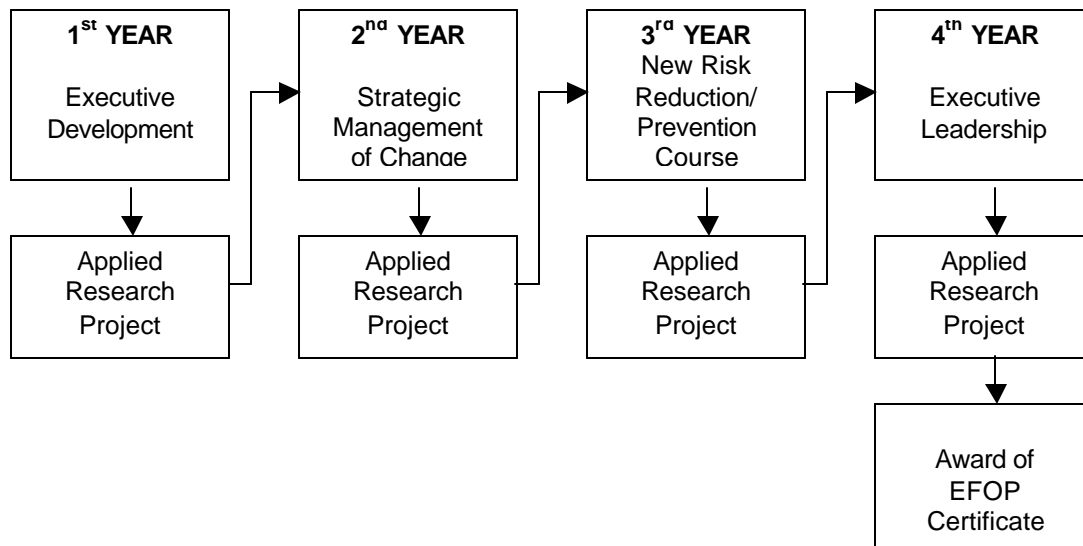 1st YEAR
Executive
Development
Applied
Research
Project
2nd YEAR
Strategic
Management
of Change
Applied
Research
Project
3rd YEAR
New Risk
Reduction/
Prevention
Course
Applied
Research
Project
4th YEAR
Executive
Leadership
Applied
Research
Project
Award of
EFOP
Certificate